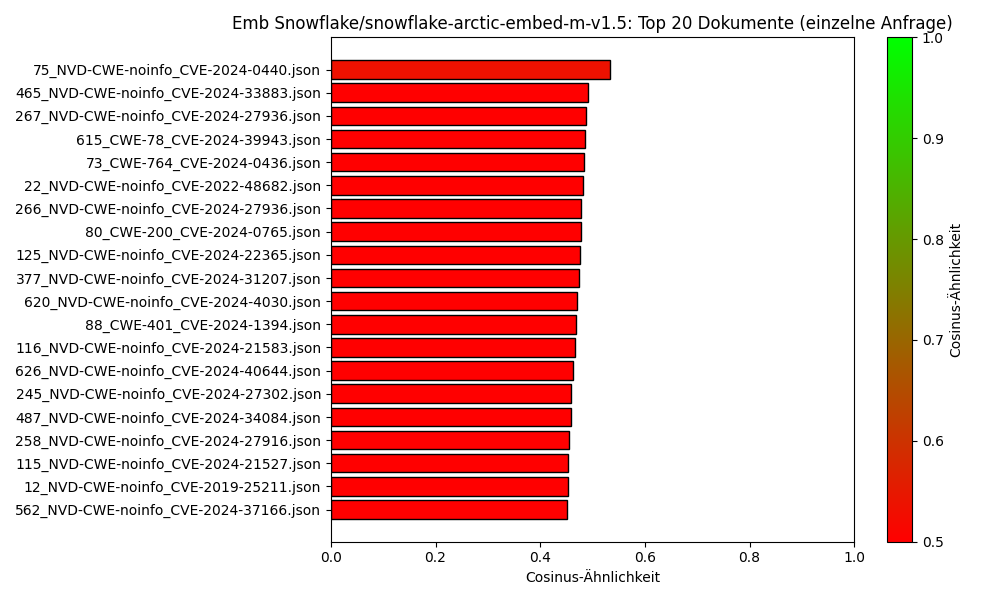 Emb Snowflake/snowflake-arctic-embed-m-v1.5: Top 20 Dokumente (einzelne Anfrage)
75_NVD-CWE-noinfo_CVE-2024-0440.json
465_NVD-CWE-noinfo_CVE-2024-33883.json
267_NVD-CWE-noinfo_CVE-2024-27936.json
615_CWE-78_CVE-2024-39943.json
73_CWE-764_CVE-2024-0436.json
22_NVD-CWE-noinfo_CVE-2022-48682.json
266_NVD-CWE-noinfo_CVE-2024-27936.json
80_CWE-200_CVE-2024-0765.json
125_NVD-CWE-noinfo_CVE-2024-22365.json
377_NVD-CWE-noinfo_CVE-2024-31207.json
620_NVD-CWE-noinfo_CVE-2024-4030.json
88_CWE-401_CVE-2024-1394.json
116_NVD-CWE-noinfo_CVE-2024-21583.json
626_NVD-CWE-noinfo_CVE-2024-40644.json
245_NVD-CWE-noinfo_CVE-2024-27302.json
487_NVD-CWE-noinfo_CVE-2024-34084.json
258_NVD-CWE-noinfo_CVE-2024-27916.json
115_NVD-CWE-noinfo_CVE-2024-21527.json
12_NVD-CWE-noinfo_CVE-2019-25211.json
562_NVD-CWE-noinfo_CVE-2024-37166.json
0.0 0.2 0.4 0.6 0.8 1.0
Cosinus-Ähnlichkeit
1.0
0.9
0.8
0.7
0.6
0.5
Cosinus-Ähnlichkeit